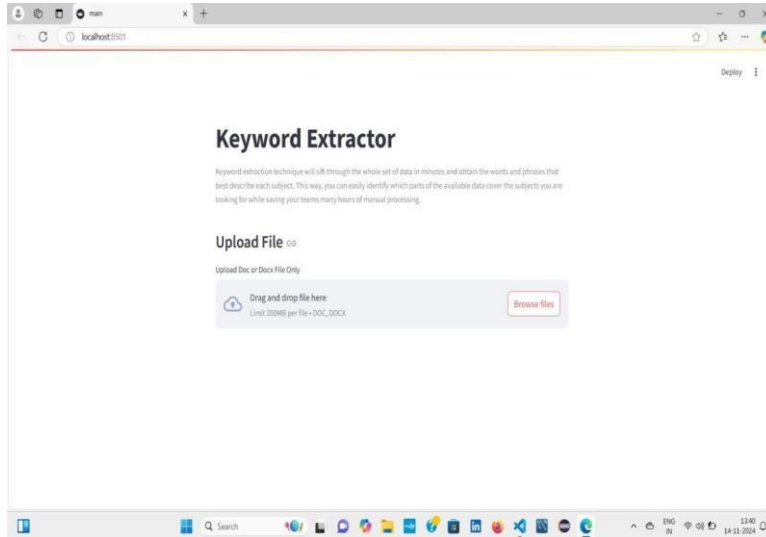 main
localhost:8501
Deploy
Keyword Extractor
Keyword extraction technique will sift through the whole set of data in minutes and obtain the words and phrases that
best describe each subject. This way, you can easily identify which parts of the available data cover the subjects you are
looking for while saving your teams many hours of manual processing.
Upload File
Upload Doc or Docx File Only
Drag and drop file here
Limit 200MB per file • DOC, DOCX
Browse files
Search
ENG
IN
13:40
14-11-2024